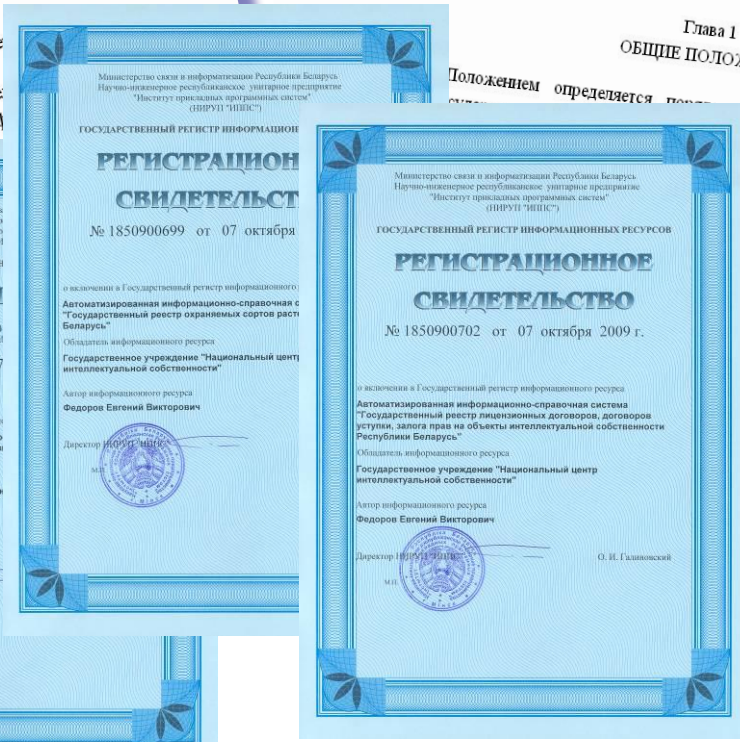 Глава 1
ОБЩИЕ
Положением определяется
Министерство связи и информатизации Республики Беларусь
Научно-инженерное республиканское унитарное предприятие
"Институт прикладных программных систем"
(НИРУП "ИППС")
ГОСУДАРСТВЕННЫЙ РЕГИСТР
№ 1850900699 от 07 октября
о включении в Государственный регистр информационного
Автоматизированная информационно-справочная
"Государственный реестр охраняемых сортов
Беларусь"
Обладатель информационного ресурса
Государственное учреждение "Национальный
интеллектуальной собственности"
Автор информационного ресурса
Федоров Евгений Викторович
Директор НИРУП "ИППС"
М.П.
Министерство связи и информатизации Республики Беларусь
Научно-инженерное республиканское унитарное предприятие
"Институт прикладных программных систем"
(НИРУП "ИППС")
ГОСУДАРСТВЕННЫЙ РЕГИСТР ИНФОРМАЦИОННЫХ РЕСУРСОВ
РЕГИСТРАЦИОННОЕ
СВИДЕТЕЛЬСТВО
№ 1850900702 от 07 октября 2009 г.
о включении в Государственный регистр информационного ресурса
Автоматизированная информационно-справочная система
"Государственный реестр лицензионных договоров, договоров
уступки, залога прав на объекты интеллектуальной собственности
Республики Беларусь"
Обладатель информационного ресурса
Государственное учреждение "Национальный центр
интеллектуальной собственности"
Автор информационного ресурса
Федоров Евгений Викторович
Директор НИРУП "ИППС" О. И. Галановский
М.П.